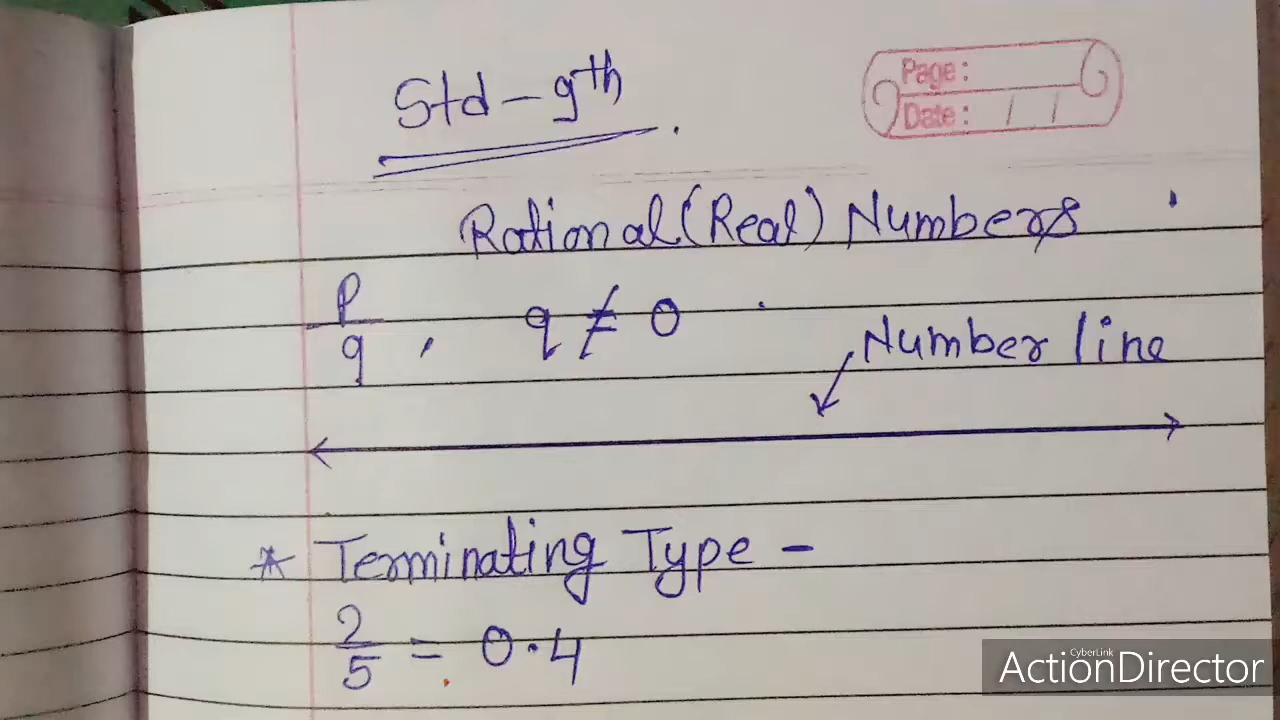 Std - 9th
Page:
Date: / /
Rational (Real) Numbers
p/q , q ≠ 0
Number line
* Terminating Type -
2/5 = 0.4
CyberLink
ActionDirector